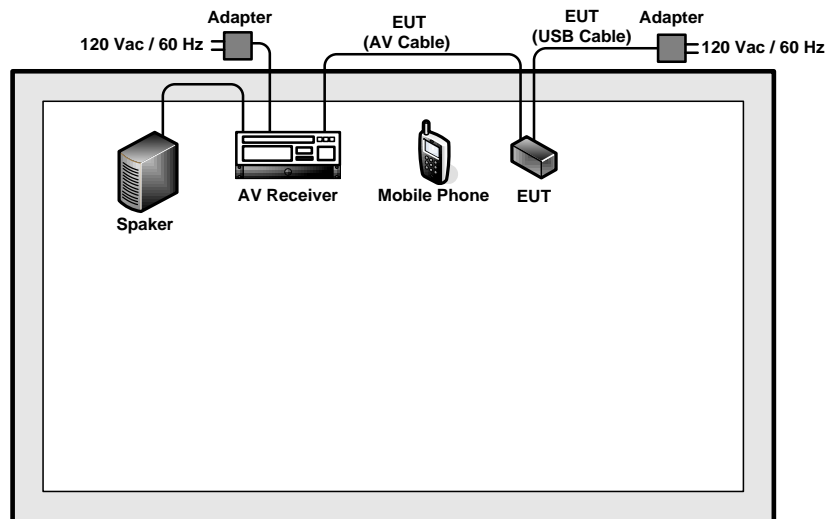 Adapter
120 Vac / 60 Hz
EUT
(AV Cable)
EUT
(USB Cable)
Adapter
120 Vac / 60 Hz
Spaker
AV Receiver
Mobile Phone
EUT